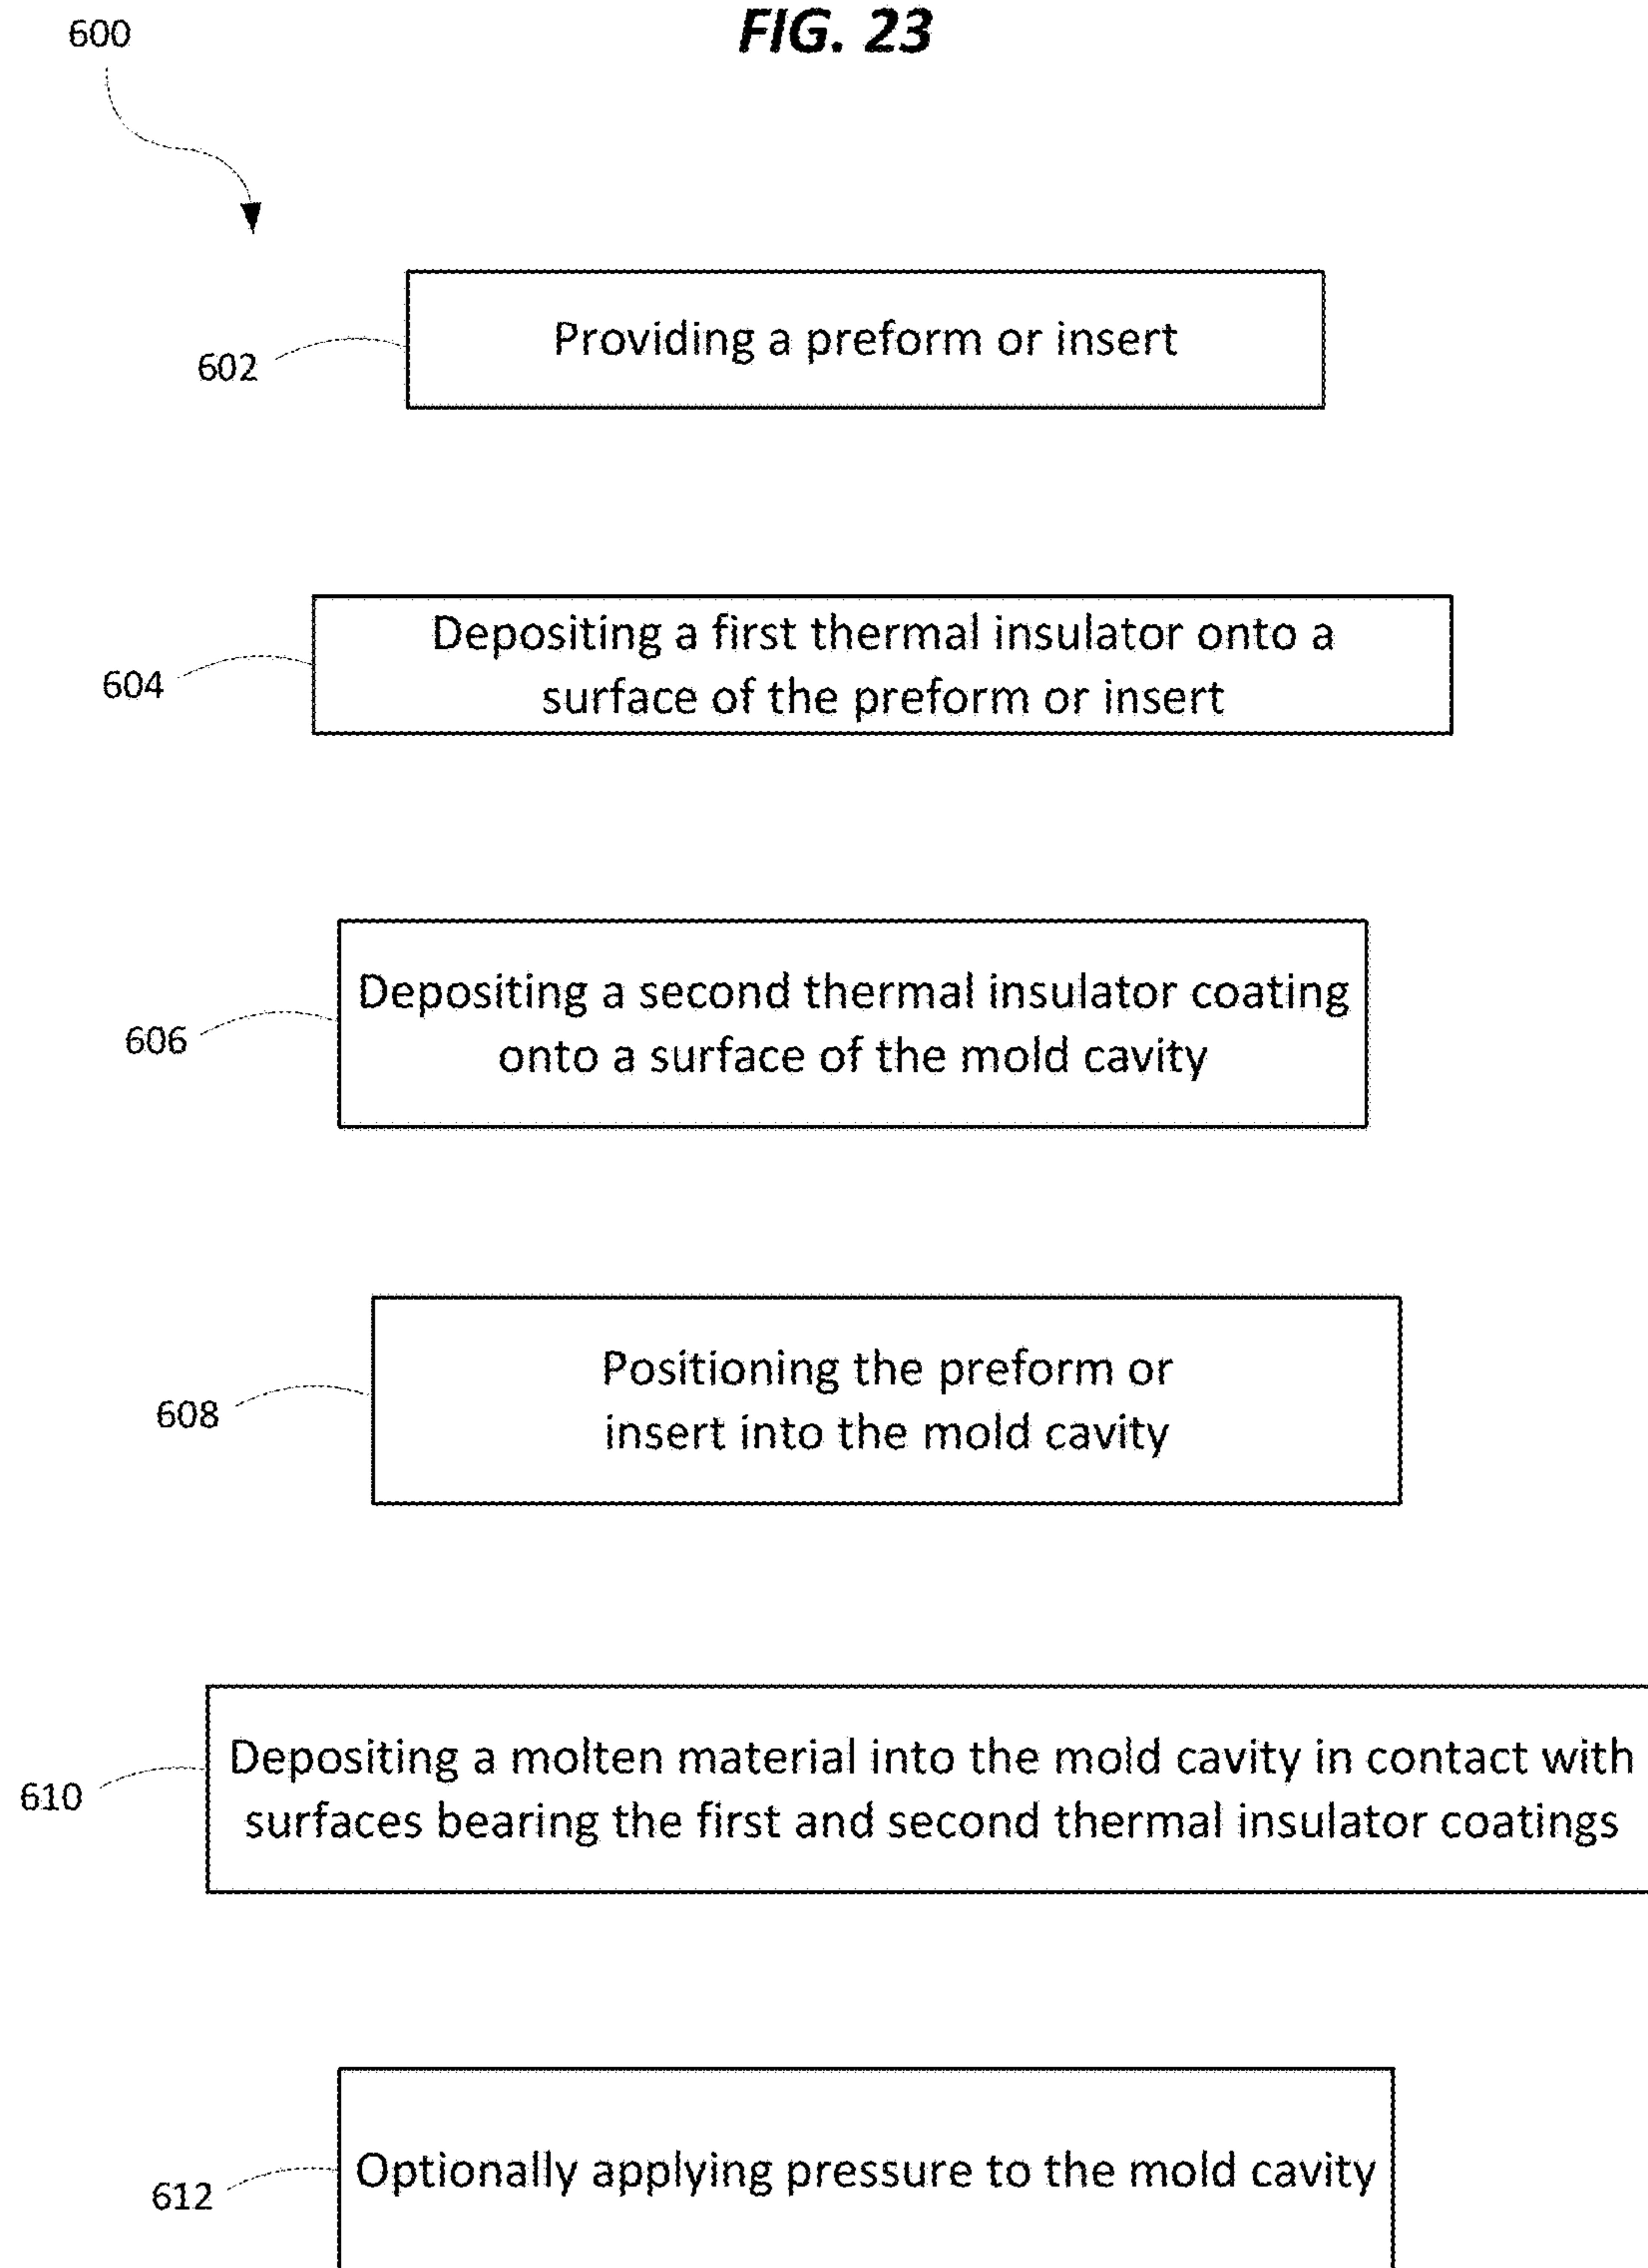 600
FIG. 23
602
Providing a preform or insert
604
Depositing a first thermal insulator onto a
surface of the preform or insert
606
Depositing a second thermal insulator coating
onto a surface of the mold cavity
608
Positioning the preform or
insert into the mold cavity
610
Depositing a molten material into the mold cavity in contact with
surfaces bearing the first and second thermal insulator coatings
612
Optionally applying pressure to the mold cavity